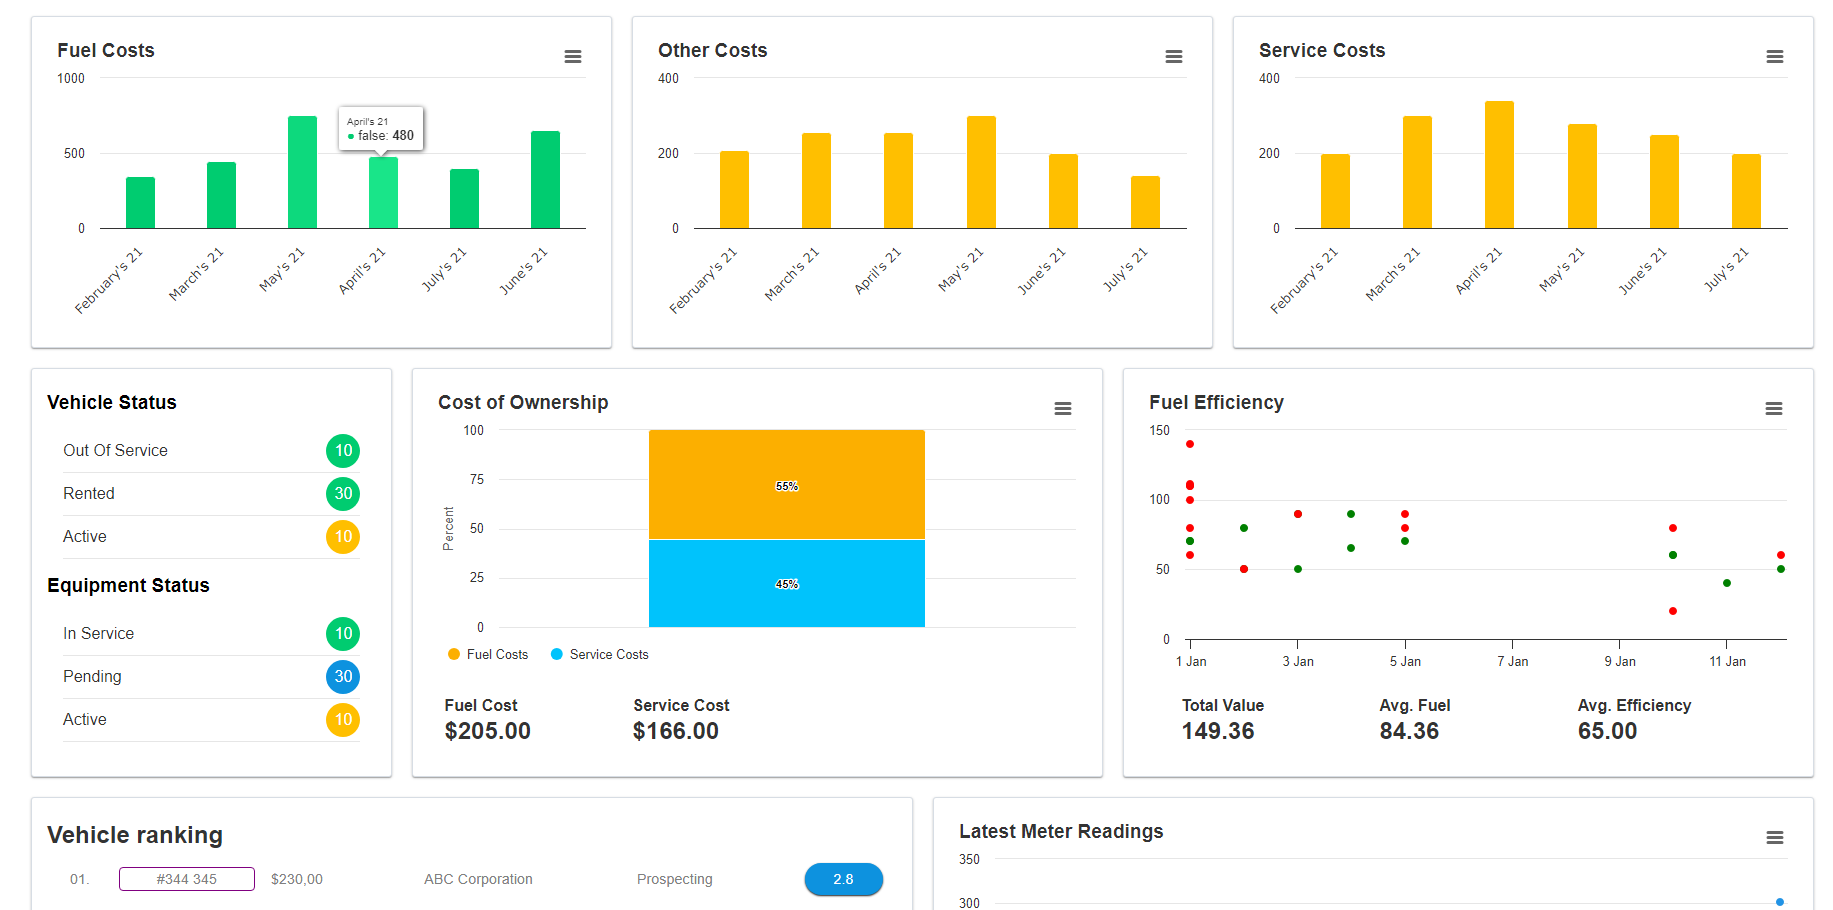 Fuel Costs
1000
500
0
April's 21
false: 480
February's 21
March's 21
May's 21
April's 21
July's 21
June's 21
Other Costs
400
200
0
February's 21
March's 21
April's 21
May's 21
June's 21
July's 21
Service Costs
400
200
0
February's 21
March's 21
April's 21
May's 21
June's 21
July's 21
Vehicle Status
Out Of Service 10
Rented 30
Active 10
Equipment Status
In Service 10
Pending 30
Active 10
Cost of Ownership
Percent
100
75
50
25
0
55%
45%
Fuel Costs Service Costs
Fuel Cost Service Cost
$205.00 $166.00
Fuel Efficiency
150
100
50
0
1 Jan 3 Jan 5 Jan 7 Jan 9 Jan 11 Jan
Total Value Avg. Fuel Avg. Efficiency
149.36 84.36 65.00
Vehicle ranking
01. #344 345 $230,00 ABC Corporation Prospecting 2.8
Latest Meter Readings
350
300